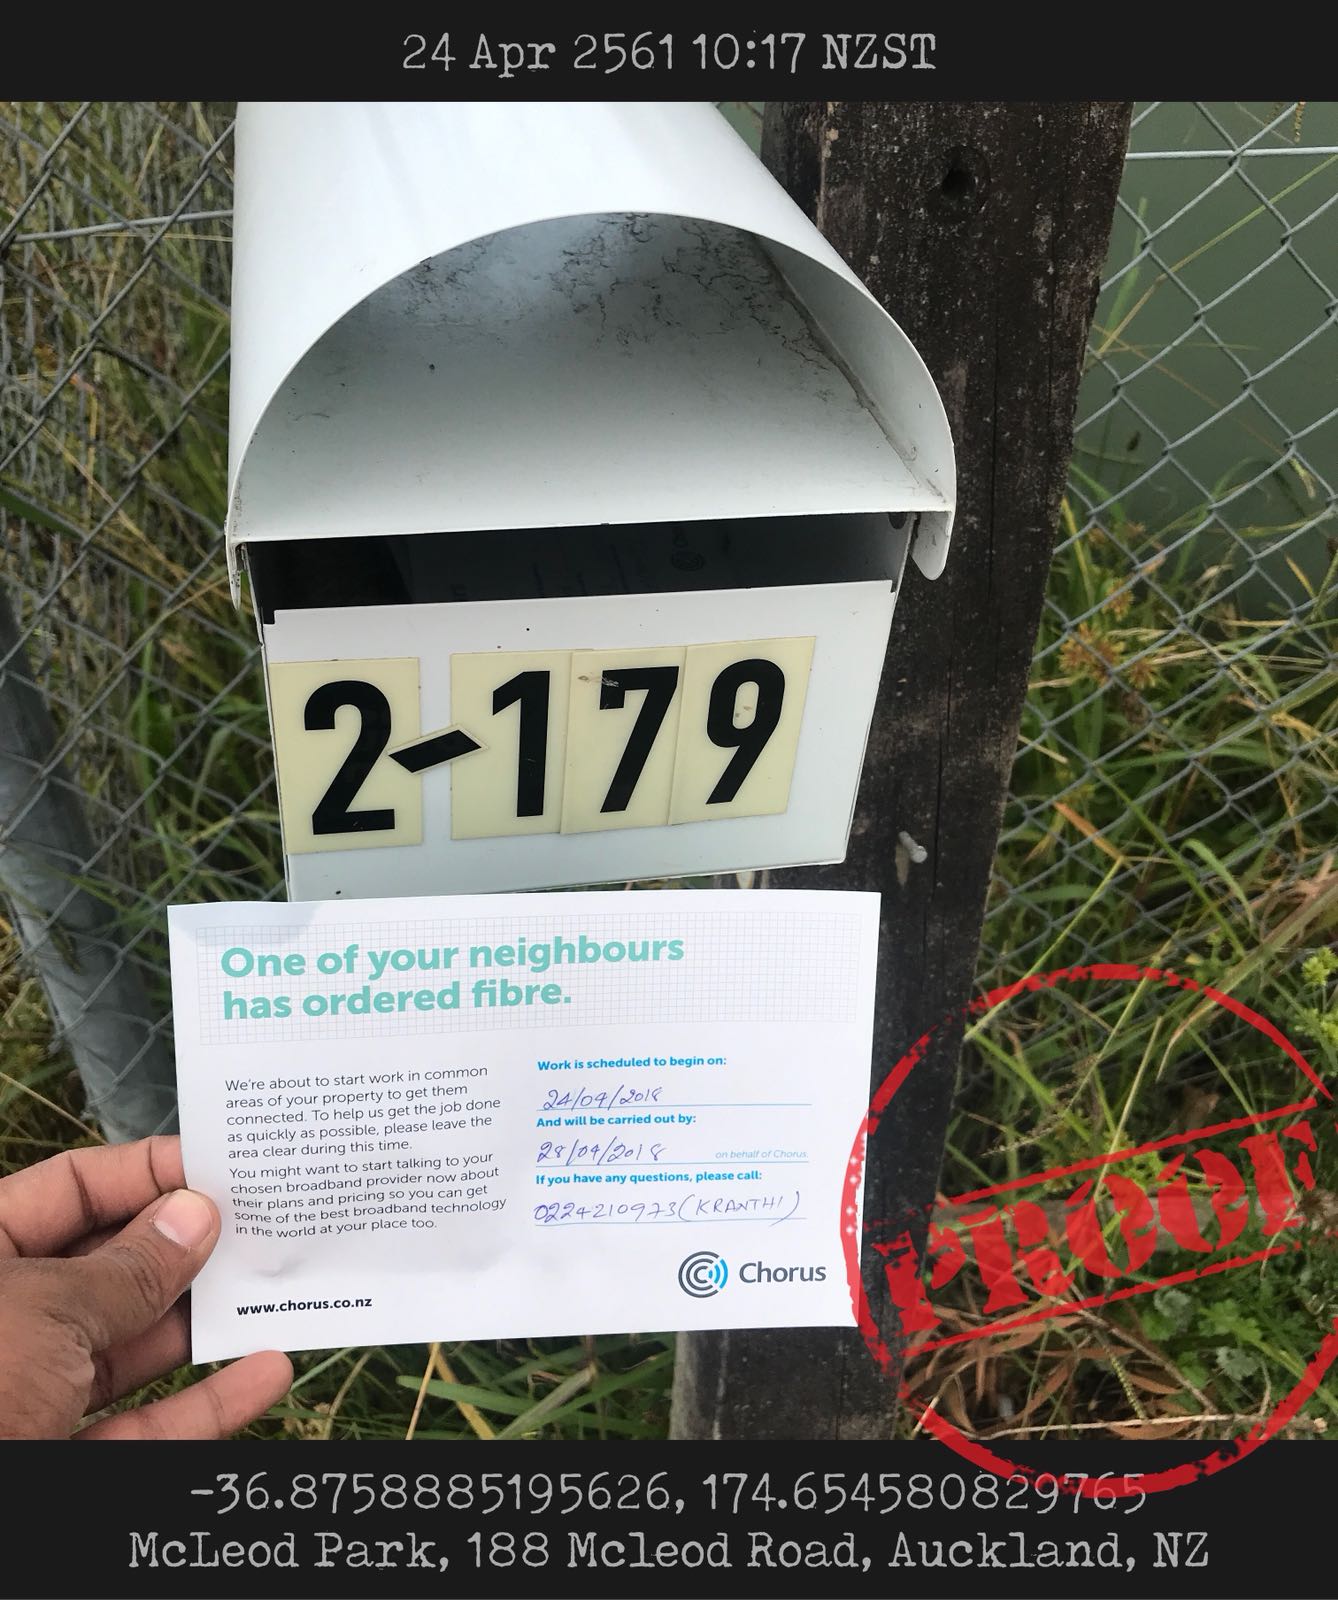 24 Apr 2561 10:17 NZST
2-179
One of your neighbours
has ordered fibre.
We're about to start work in common
areas of your property to get them
connected. To help us get the job done
as quickly as possible, please leave the
area clear during this time.
You might want to start talking to your
chosen broadband provider now about
their plans and pricing so you can get
some of the best broadband technology
in the world at your place too.
www.chorus.co.nz
Work is scheduled to begin on:
24/04/2018
And will be carried out by:
28/04/2018 on behalf of Chorus.
If you have any questions, please call:
0224210973 (KRANTHI)
Chorus
PROOF
-36.8758885195626, 174.654580829765
McLeod Park, 188 Mcleod Road, Auckland, NZ